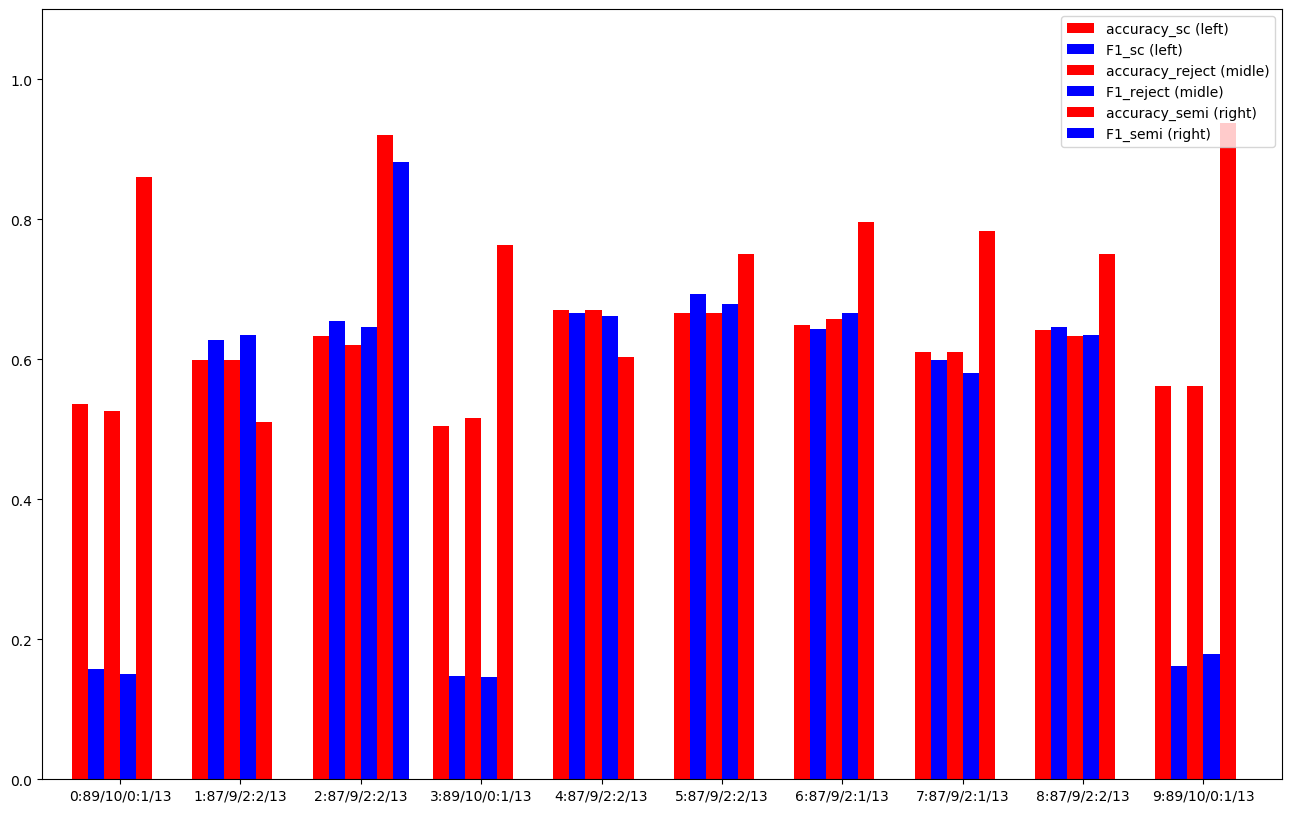 accuracy_sc (left)
F1_sc (left)
accuracy_reject (midle)
F1_reject (midle)
accuracy_semi (right)
F1_semi (right)
1.0
0.8
0.6
0.4
0.2
0.0
0:89/10/0:1/13 1:87/9/2:2/13 2:87/9/2:2/13 3:89/10/0:1/13 4:87/9/2:2/13 5:87/9/2:2/13 6:87/9/2:1/13 7:87/9/2:1/13 8:87/9/2:2/13 9:89/10/0:1/13